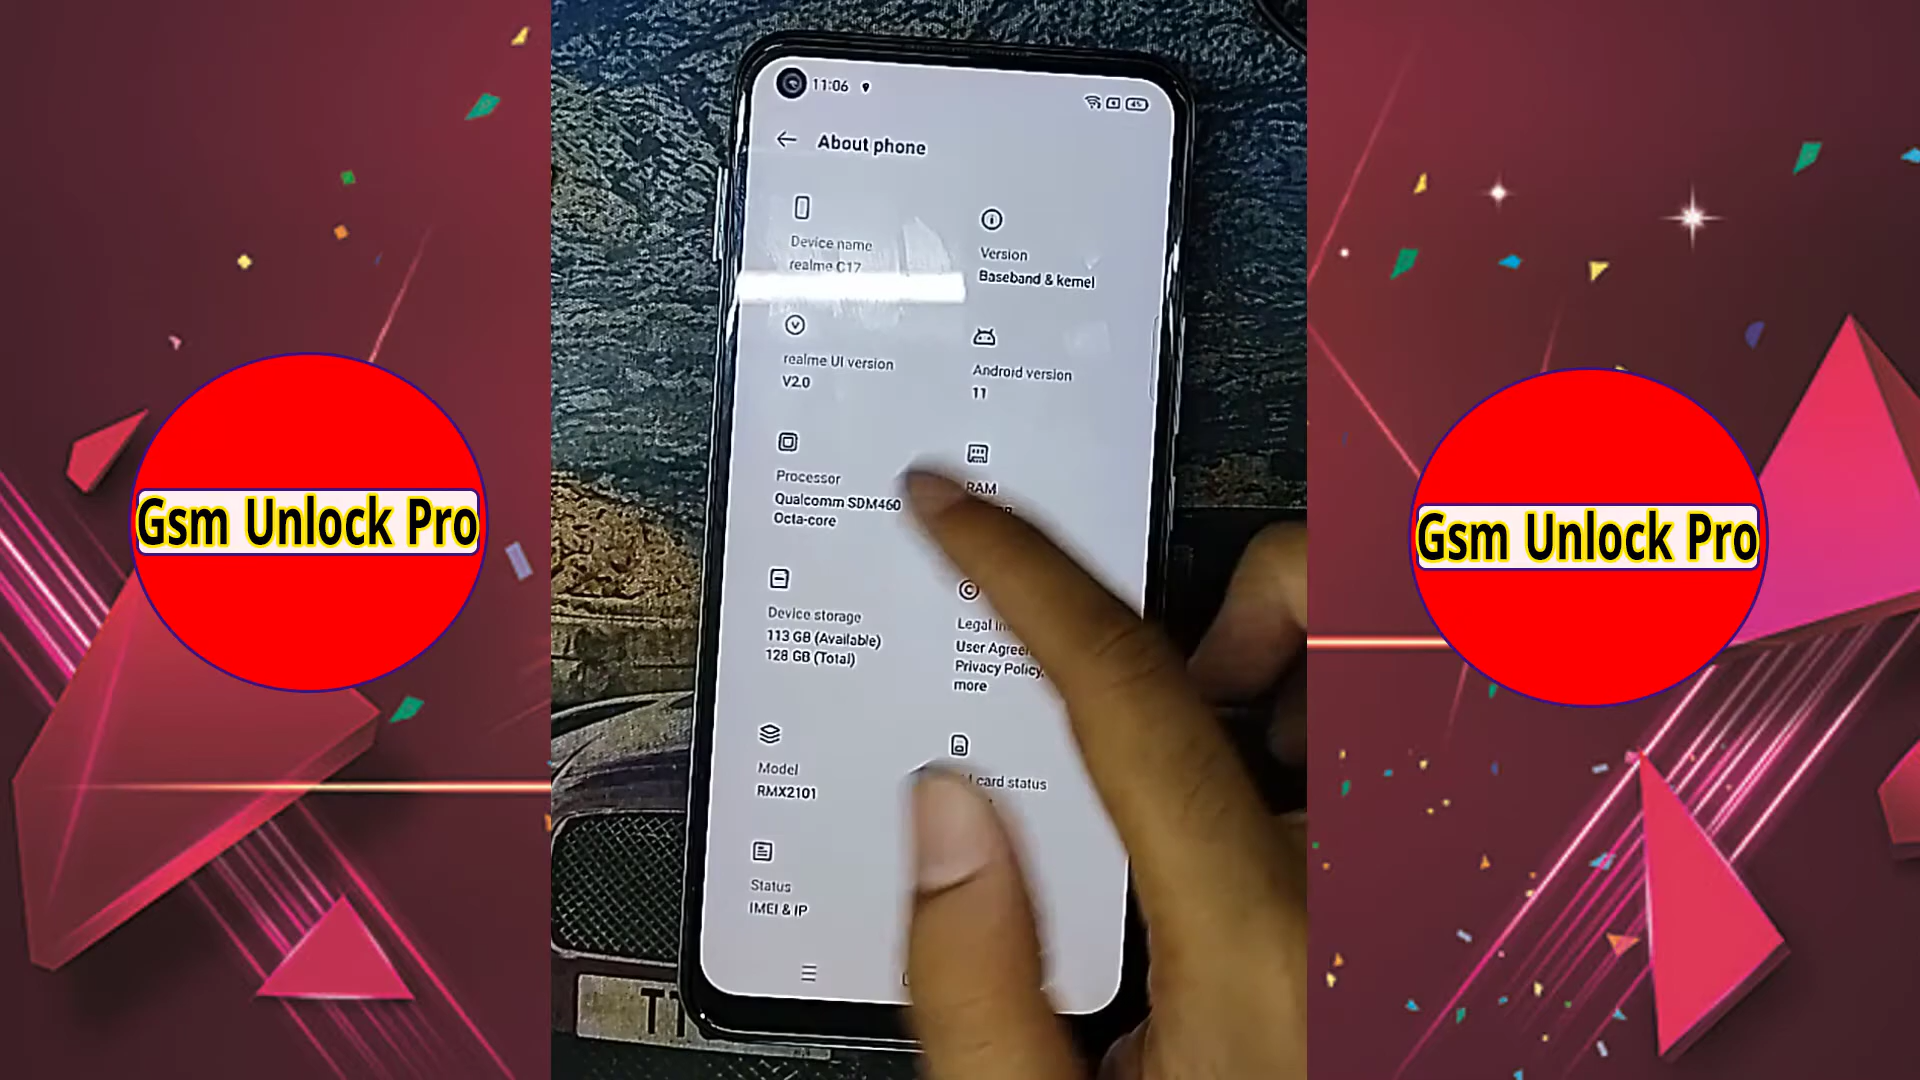 11:06
About phone
Device name
realme C17
Version
Baseband & kernel
realme UI version
V2.0
Android version
11
Processor
Qualcomm SDM460
Octa-core
RAM
Device storage
113 GB (Available)
128 GB (Total)
Legal
User
Privacy Policy,
more
Model
RMX2101
card status
Status
IMEI & IP
Gsm Unlock Pro
Gsm Unlock Pro